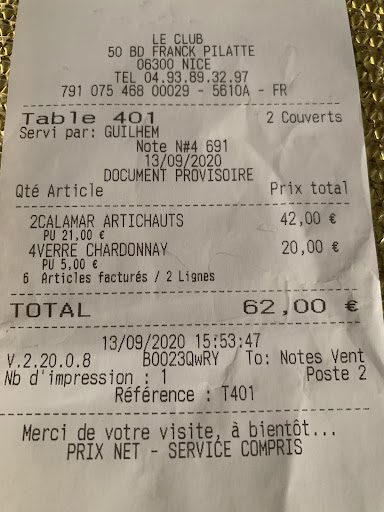 LE CLUB
50 BD FRANCK PILATTE
06300 NICE
TEL 04.93.89.32.97
791 075 468 00029 - 5610A - FR
Table 401 2 Couverts
Servi par: GUILHEM
Note N#4 691
13/09/2020
DOCUMENT PROVISOIRE
Qté Article Prix total
2CALAMAR ARTICHAUTS 42,00 €
PU 21,00 €
4VERRE CHARDONNAY 20,00 €
PU 5,00 €
6 Articles facturés / 2 Lignes
TOTAL 62,00 €
13/09/2020 15:53:47
V.2.20.0.8 B0023QwRY To: Notes Vent
Nb d'impression : 1 Poste 2
Référence : T401
Merci de votre visite, à bientôt...
PRIX NET - SERVICE COMPRIS